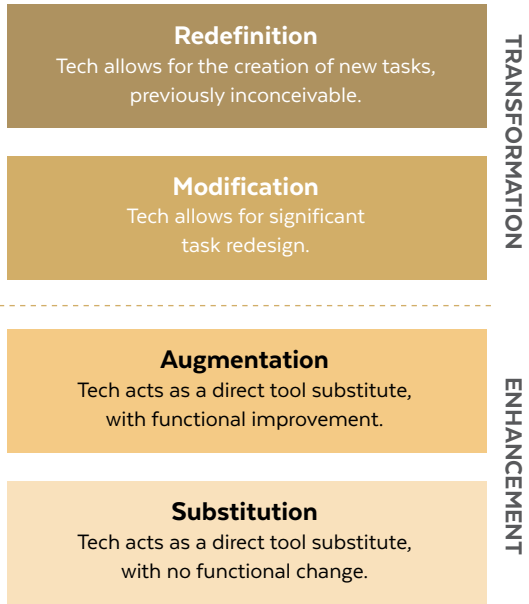 Redefinition
Tech allows for the creation of new tasks,
previously inconceivable.
Modification
Tech allows for significant
task redesign.
TRANSFORMATION
Augmentation
Tech acts as a direct tool substitute,
with functional improvement.
Substitution
Tech acts as a direct tool substitute,
with no functional change.
ENHANCEMENT